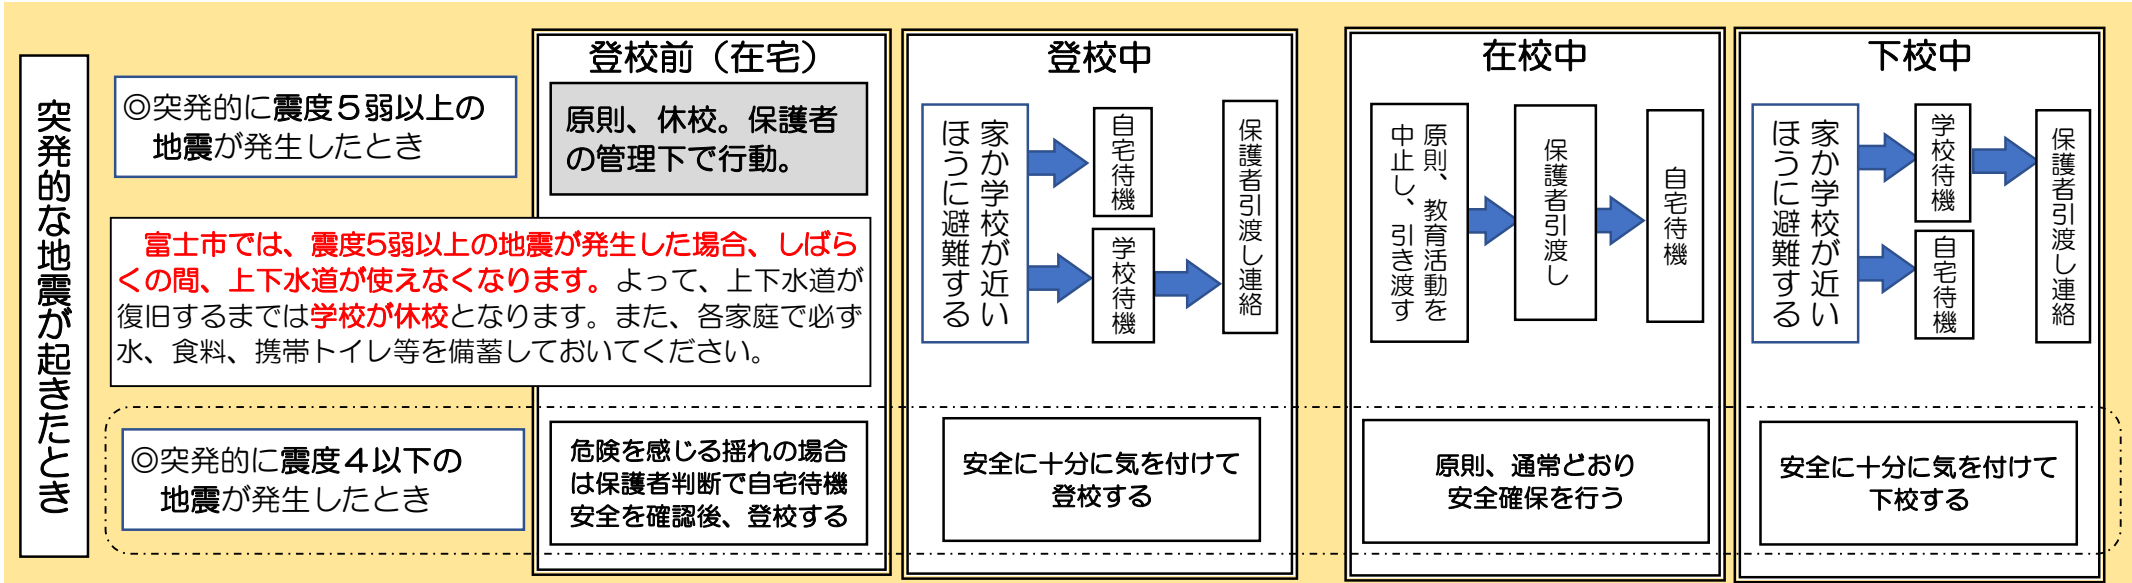 突発的な地震が起きたとき
◎突発的に震度５弱以上の
地震が発生したとき
登校前（在宅）
原則、休校。保護者
の管理下で行動。
富士市では、震度5弱以上の地震が発生した場合、しばら
くの間、上下水道が使えなくなります。よって、上下水道が
復旧するまでは学校が休校となります。また、各家庭で必ず
水、食料、携帯トイレ等を備蓄しておいてください。
登校中
家か学校が近い
ほうに避難する
自宅待機
学校待機
保護者引渡し連絡
在校中
原則、教育活動を
中止し、引き渡す
保護者引渡し
自宅待機
下校中
家か学校が近い
ほうに避難する
学校待機
自宅待機
保護者引渡し連絡
◎突発的に震度４以下の
地震が発生したとき
危険を感じる揺れの場合
は保護者判断で自宅待機
安全を確認後、登校する
安全に十分に気を付けて
登校する
原則、通常どおり
安全確保を行う
安全に十分に気を付けて
下校する